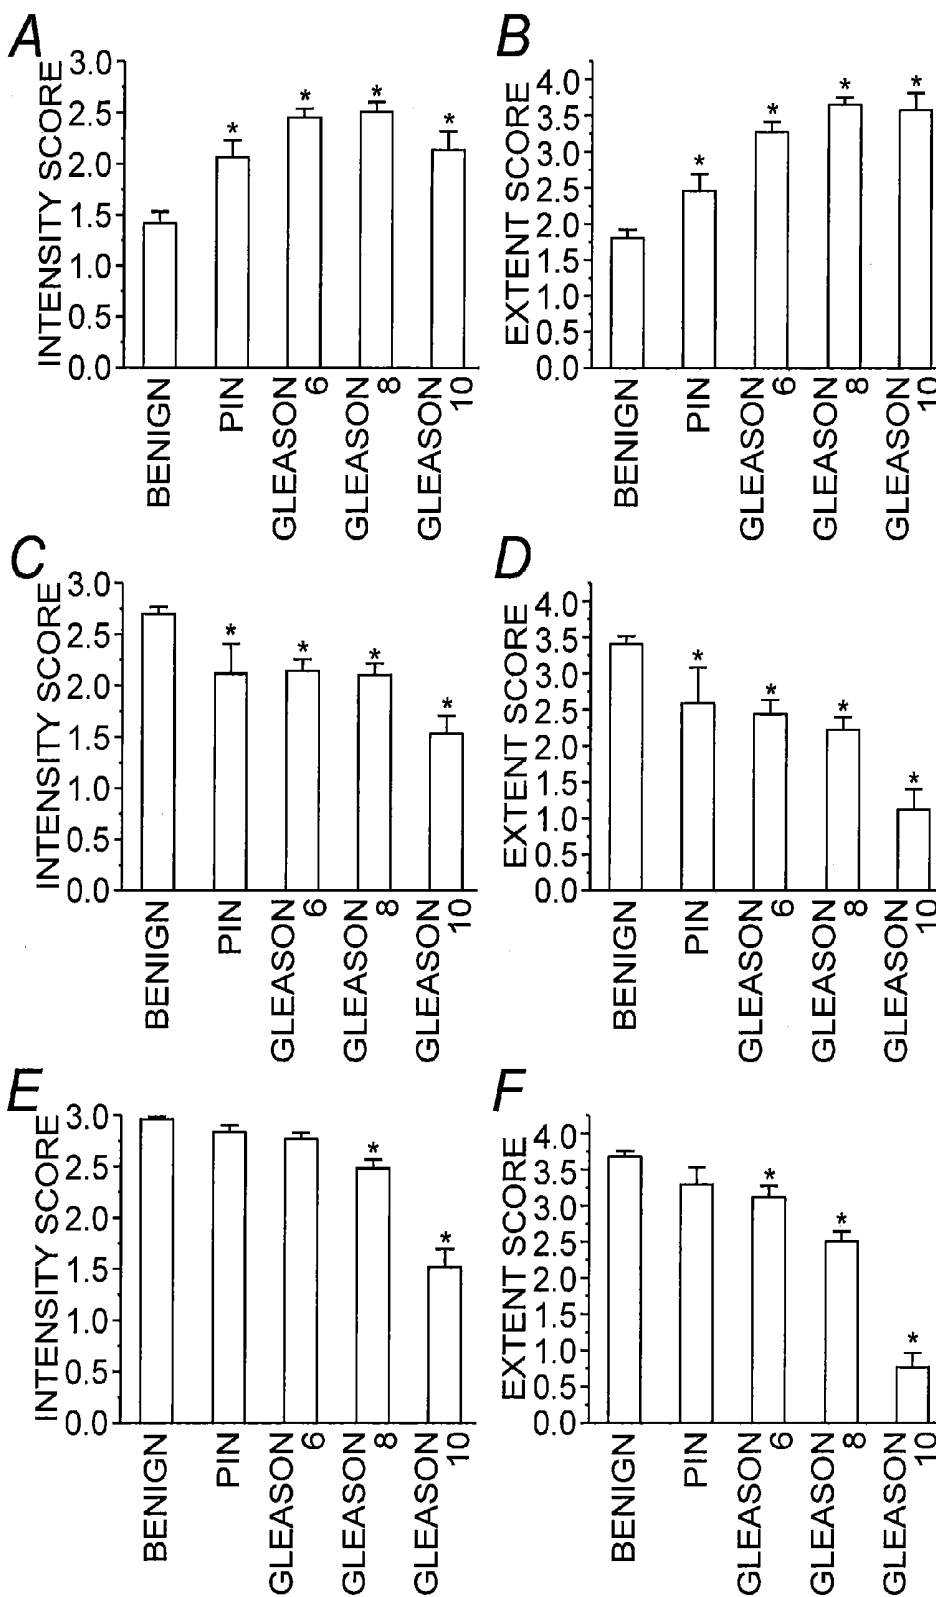 A
INTENSITY SCORE
3.0
2.5
2.0
1.5
1.0
0.5
0.0
* * * *
BENIGN
PIN
GLEASON 6
GLEASON 8
GLEASON 10
B
EXTENT SCORE
4.0
3.5
3.0
2.5
2.0
1.5
1.0
0.5
0.0
* * * *
BENIGN
PIN
GLEASON 6
GLEASON 8
GLEASON 10
C
INTENSITY SCORE
3.0
2.5
2.0
1.5
1.0
0.5
0.0
* * * *
BENIGN
PIN
GLEASON 6
GLEASON 8
GLEASON 10
D
EXTENT SCORE
4.0
3.5
3.0
2.5
2.0
1.5
1.0
0.5
0.0
* * * *
BENIGN
PIN
GLEASON 6
GLEASON 8
GLEASON 10
E
INTENSITY SCORE
3.0
2.5
2.0
1.5
1.0
0.5
0.0
* *
BENIGN
PIN
GLEASON 6
GLEASON 8
GLEASON 10
F
EXTENT SCORE
4.0
3.5
3.0
2.5
2.0
1.5
1.0
0.5
0.0
* * *
BENIGN
PIN
GLEASON 6
GLEASON 8
GLEASON 10